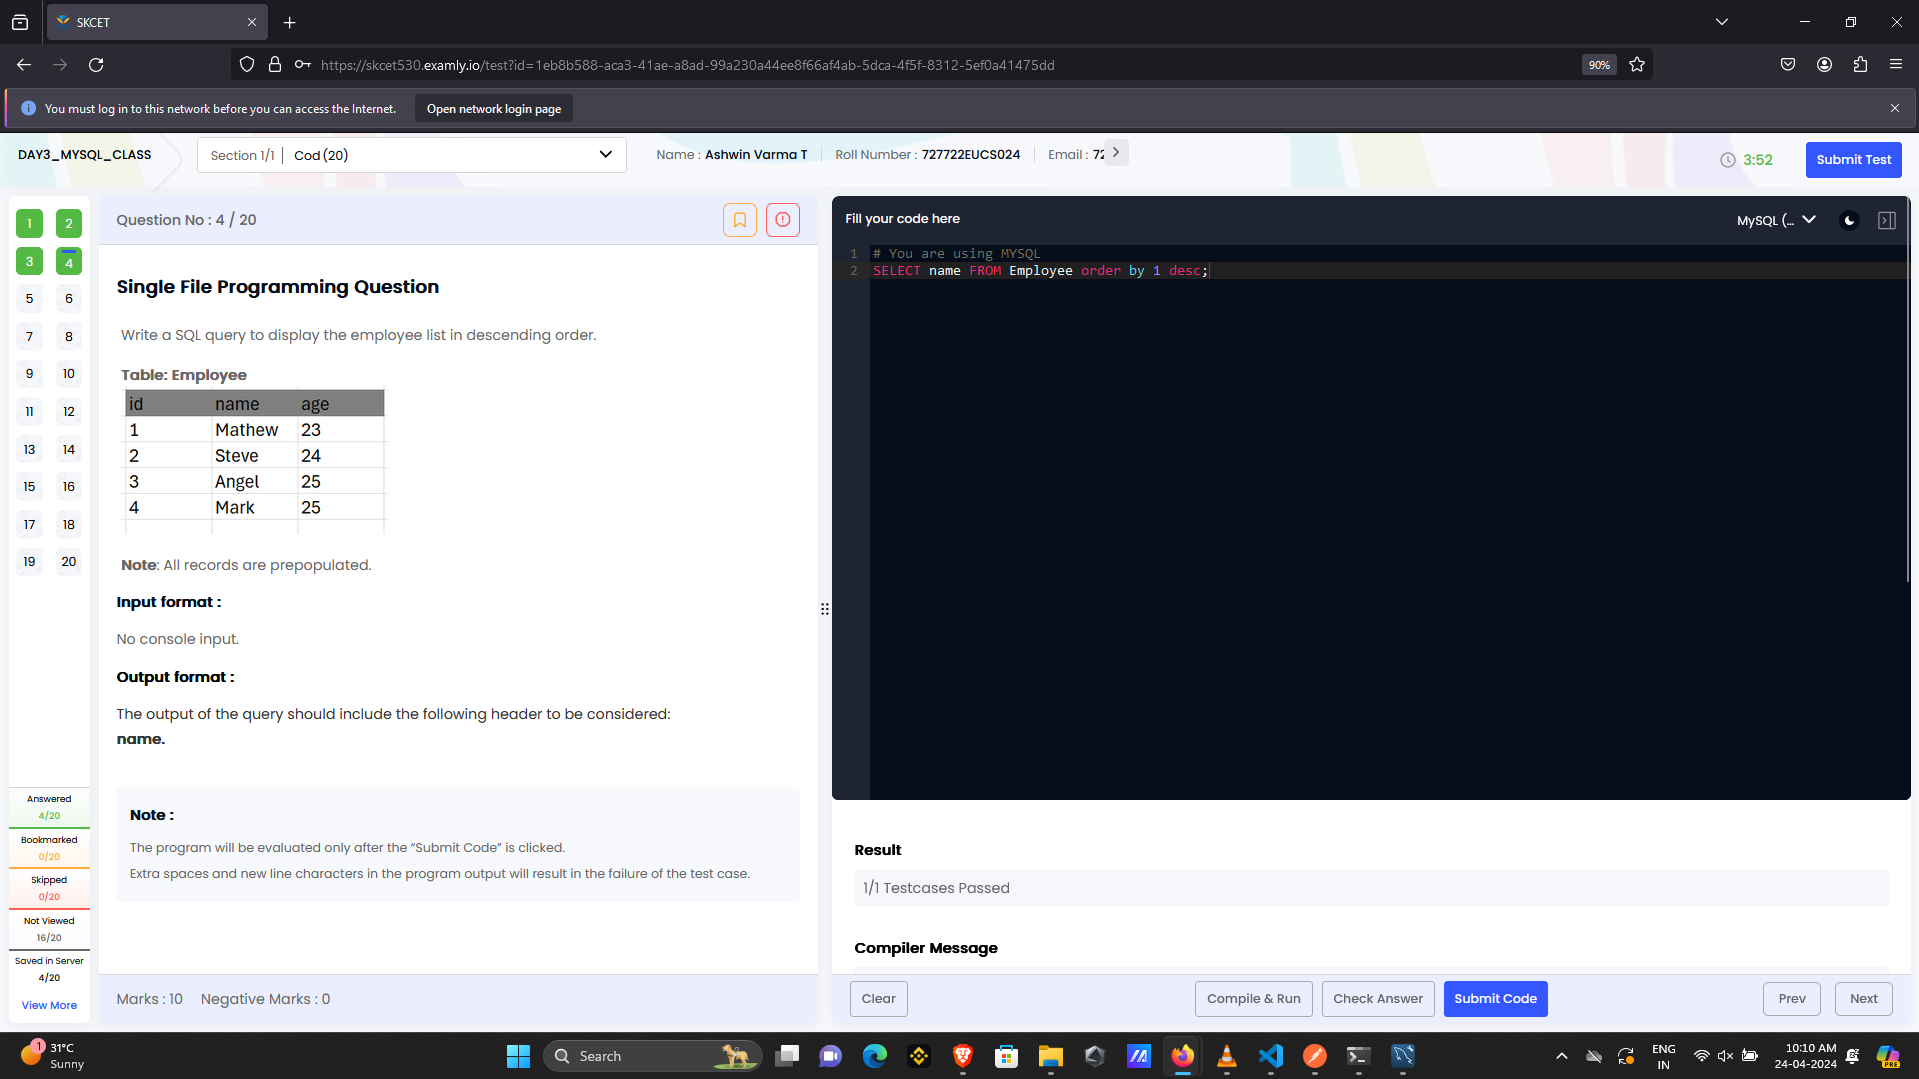 SKCET
https://skcet530.examly.io/test?id=1eb8b588-aca3-41ae-a8ad-99a230a44ee8f66af4ab-5dca-4f5f-8312-5ef0a41475dd
90%
You must log in to this network before you can access the Internet.
Open network login page
DAY3_MYSQL_CLASS
Section 1/1 | Cod (20)
Name : Ashwin Varma T
Roll Number : 727722EUCS024
Email : 72
3:52
Submit Test
1 2
3 4
5 6
7 8
9 10
11 12
13 14
15 16
17 18
19 20
Answered
4/20
Bookmarked
0/20
Skipped
0/20
Not Viewed
16/20
Saved in Server
4/20
View More
Question No : 4 / 20
Single File Programming Question
Write a SQL query to display the employee list in descending order.
Table: Employee
id name age
1 Mathew 23
2 Steve 24
3 Angel 25
4 Mark 25
Note: All records are prepopulated.
Input format :
No console input.
Output format :
The output of the query should include the following header to be considered:
name.
Note :
The program will be evaluated only after the “Submit Code” is clicked.
Extra spaces and new line characters in the program output will result in the failure of the test case.
Marks : 10 Negative Marks : 0
Fill your code here
MySQL (...
1 # You are using MYSQL
2 SELECT name FROM Employee order by 1 desc;
Result
1/1 Testcases Passed
Compiler Message
Clear
Compile & Run
Check Answer
Submit Code
Prev
Next
1
31°C
Sunny
Search
ENG
IN
10:10 AM
24-04-2024
PRE